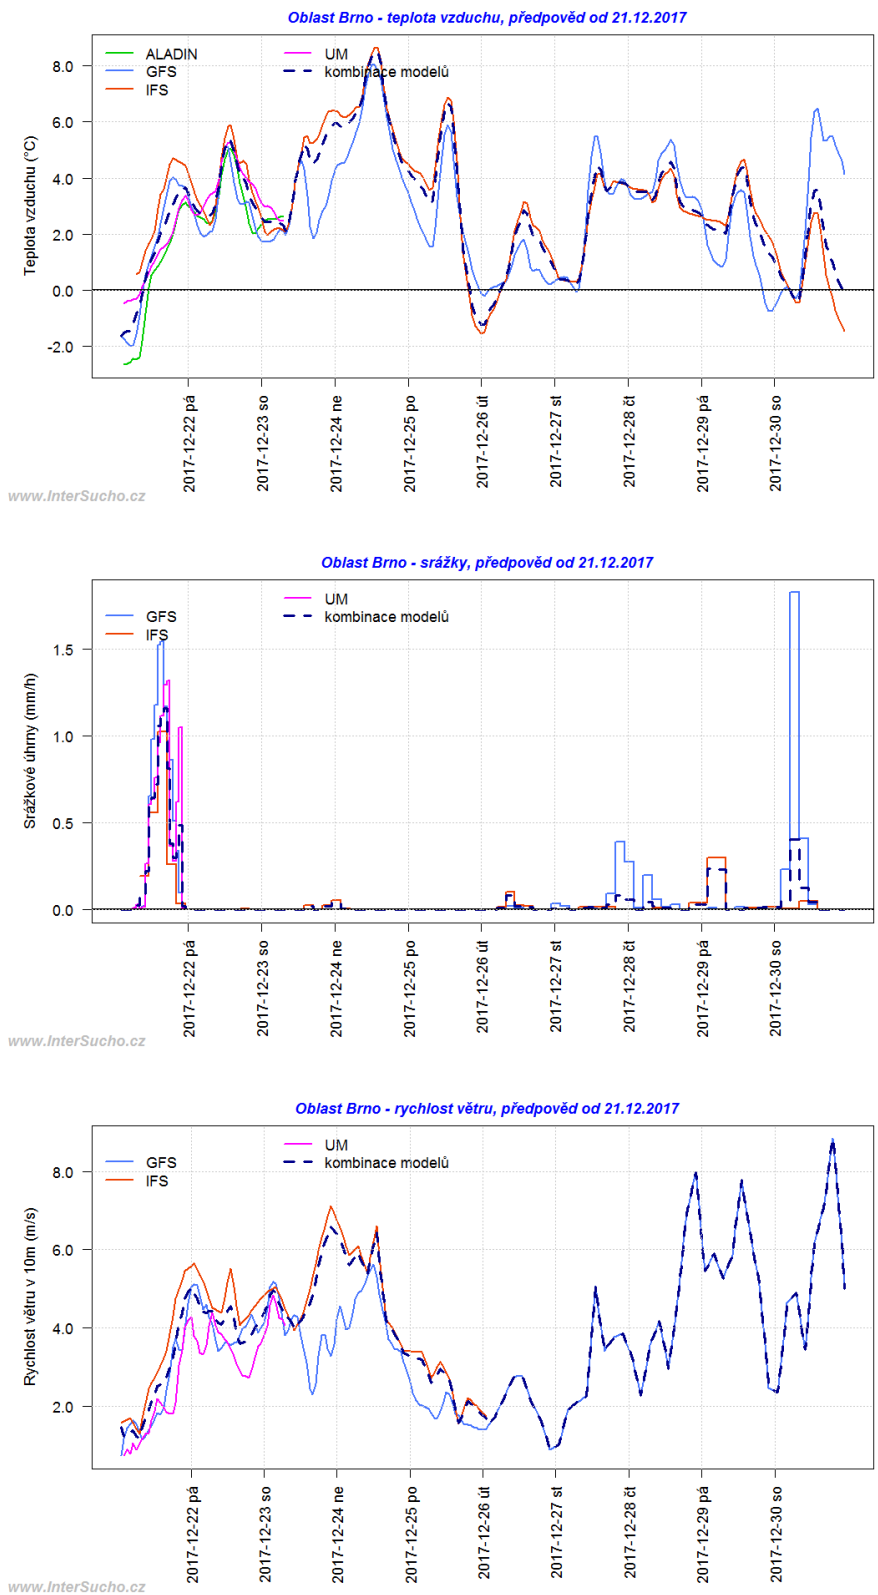 Oblast Brno - teplota vzduchu, předpověd od 21.12.2017
ALADIN
GFS
IFS
UM
kombinace modelů
Teplota vzduchu (°C)
8.0
6.0
4.0
2.0
0.0
-2.0
2017-12-22 pá
2017-12-23 so
2017-12-24 ne
2017-12-25 po
2017-12-26 út
2017-12-27 st
2017-12-28 čt
2017-12-29 pá
2017-12-30 so
www.InterSucho.cz
Oblast Brno - srážky, předpověd od 21.12.2017
GFS
IFS
UM
kombinace modelů
Srážkové úhrny (mm/h)
1.5
1.0
0.5
0.0
2017-12-22 pá
2017-12-23 so
2017-12-24 ne
2017-12-25 po
2017-12-26 út
2017-12-27 st
2017-12-28 čt
2017-12-29 pá
2017-12-30 so
www.InterSucho.cz
Oblast Brno - rychlost větru, předpověd od 21.12.2017
GFS
IFS
UM
kombinace modelů
Rychlost větru v 10m (m/s)
8.0
6.0
4.0
2.0
2017-12-22 pá
2017-12-23 so
2017-12-24 ne
2017-12-25 po
2017-12-26 út
2017-12-27 st
2017-12-28 čt
2017-12-29 pá
2017-12-30 so
www.InterSucho.cz